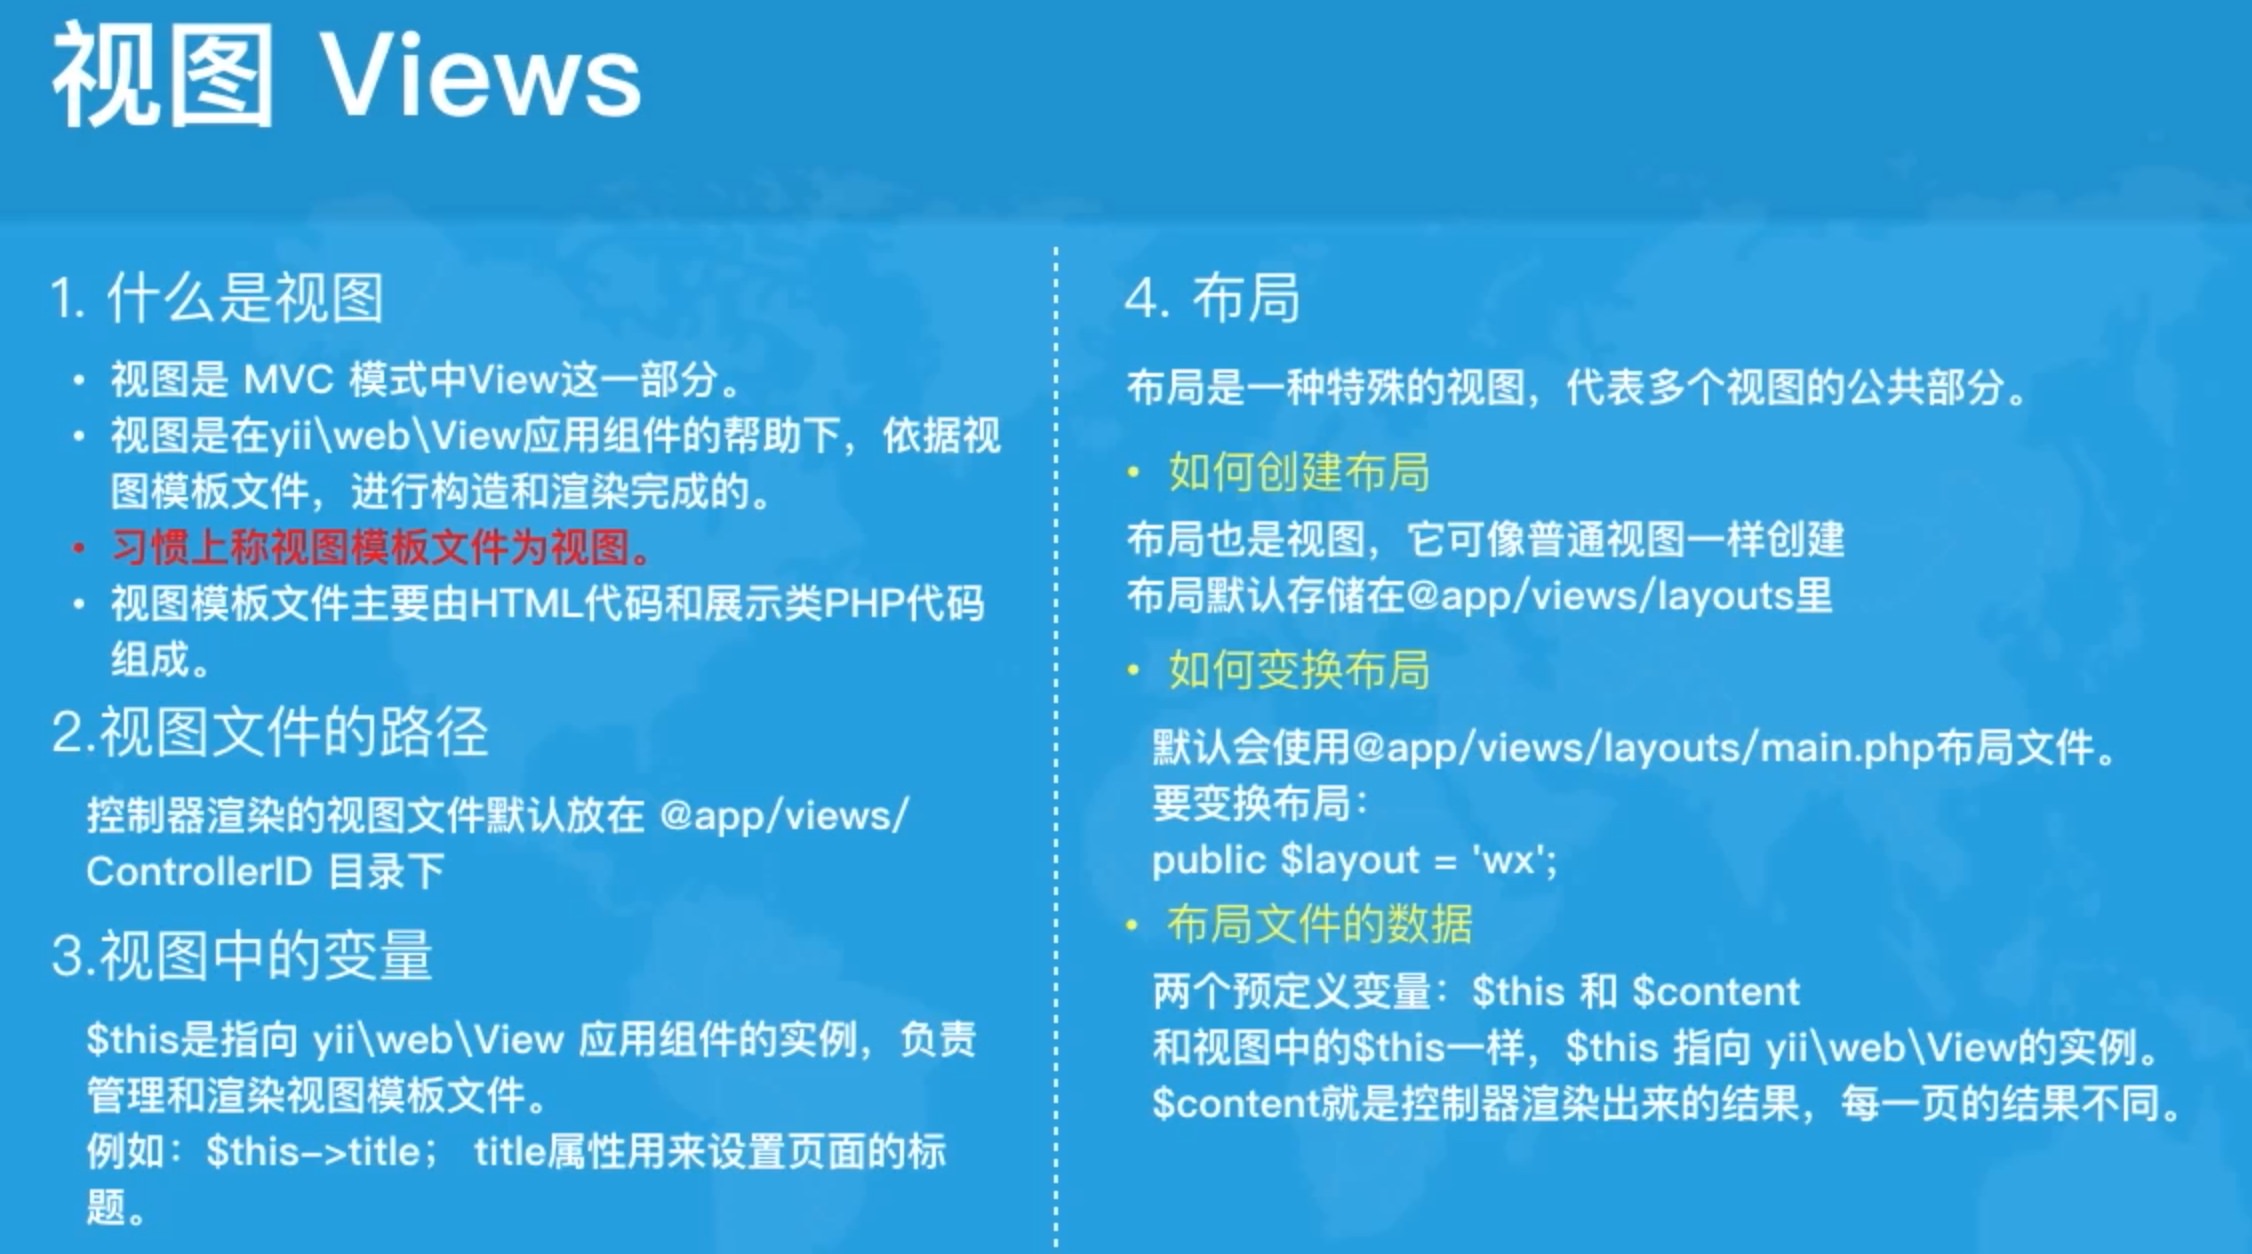 视图 Views
1. 什么是视图
• 视图是 MVC 模式中View这一部分。
• 视图是在yii\web\View应用组件的帮助下，依据视
图模板文件，进行构造和渲染完成的。
• 习惯上称视图模板文件为视图。
• 视图模板文件主要由HTML代码和展示类PHP代码
组成。
2.视图文件的路径
控制器渲染的视图文件默认放在 @app/views/
ControllerID 目录下
3.视图中的变量
$this是指向 yii\web\View 应用组件的实例，负责
管理和渲染视图模板文件。
例如：$this–>title； title属性用来设置页面的标
题。
4. 布局
布局是一种特殊的视图，代表多个视图的公共部分。
• 如何创建布局
布局也是视图，它可像普通视图一样创建
布局默认存储在@app/views/layouts里
• 如何变换布局
默认会使用@app/views/layouts/main.php布局文件。
要变换布局：
public $layout = 'wx';
• 布局文件的数据
两个预定义变量：$this 和 $content
和视图中的$this一样，$this 指向 yii\web\View的实例。
$content就是控制器渲染出来的结果，每一页的结果不同。